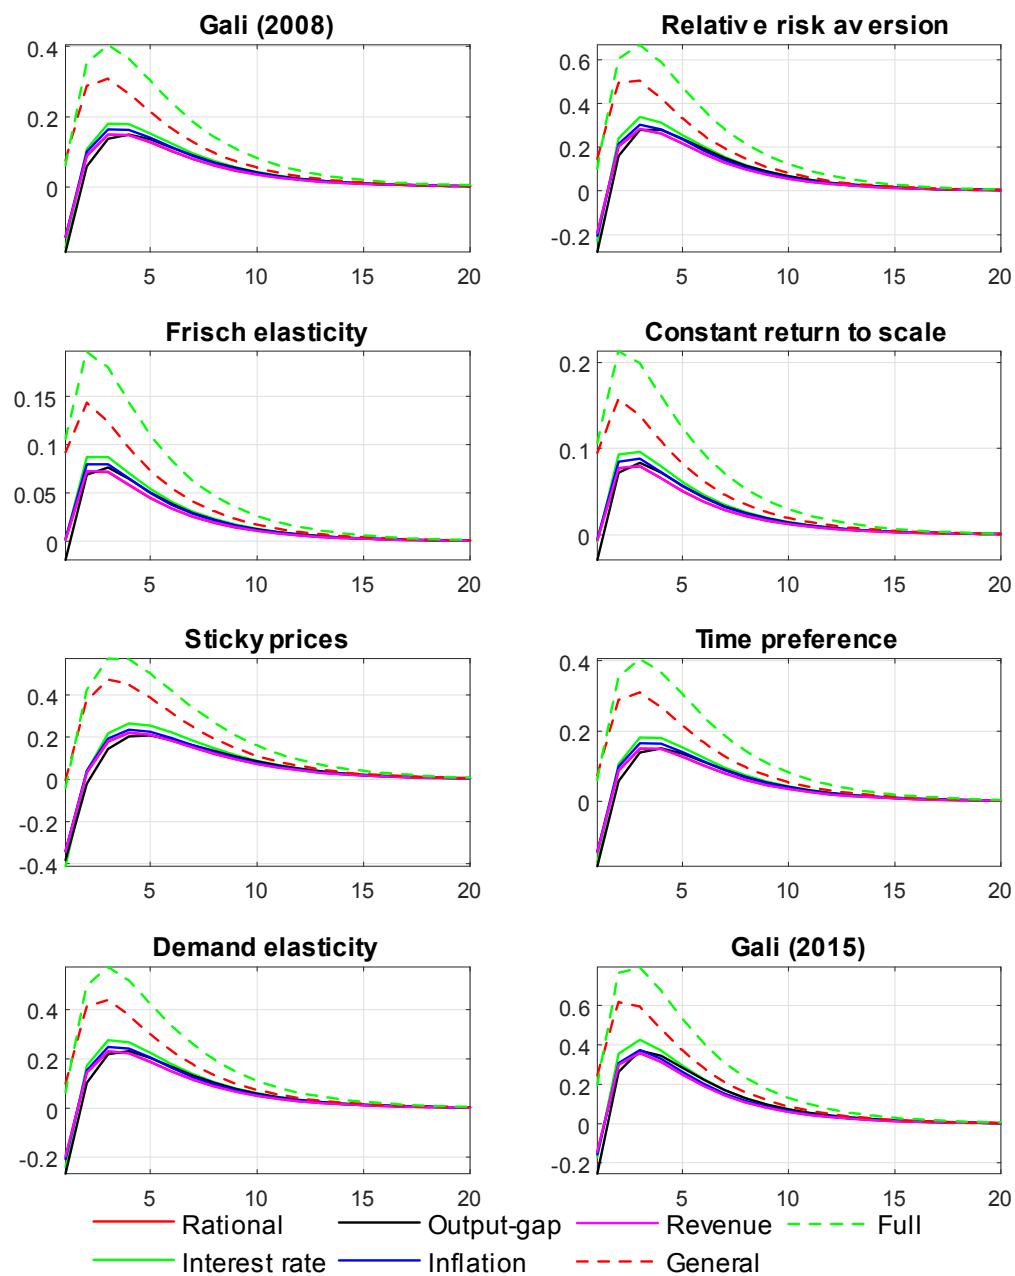 Gali (2008) Relative risk aversion
0.4 0.6
0.2 0.4
0 0.2
0
-0.2
5 10 15 20 5 10 15 20
Frisch elasticity Constant return to scale
0.15 0.2
0.1 0.1
0.05
0 0
5 10 15 20 5 10 15 20
Sticky prices Time preference
0.4 0.4
0.2 0.2
0 0
-0.2
-0.4
5 10 15 20 5 10 15 20
Demand elasticity Gali (2015)
0.4 0.6
0.2 0.4
0 0.2
-0.2 0
-0.2
5 10 15 20 5 10 15 20
Rational Output-gap Revenue Full
Interest rate Inflation General